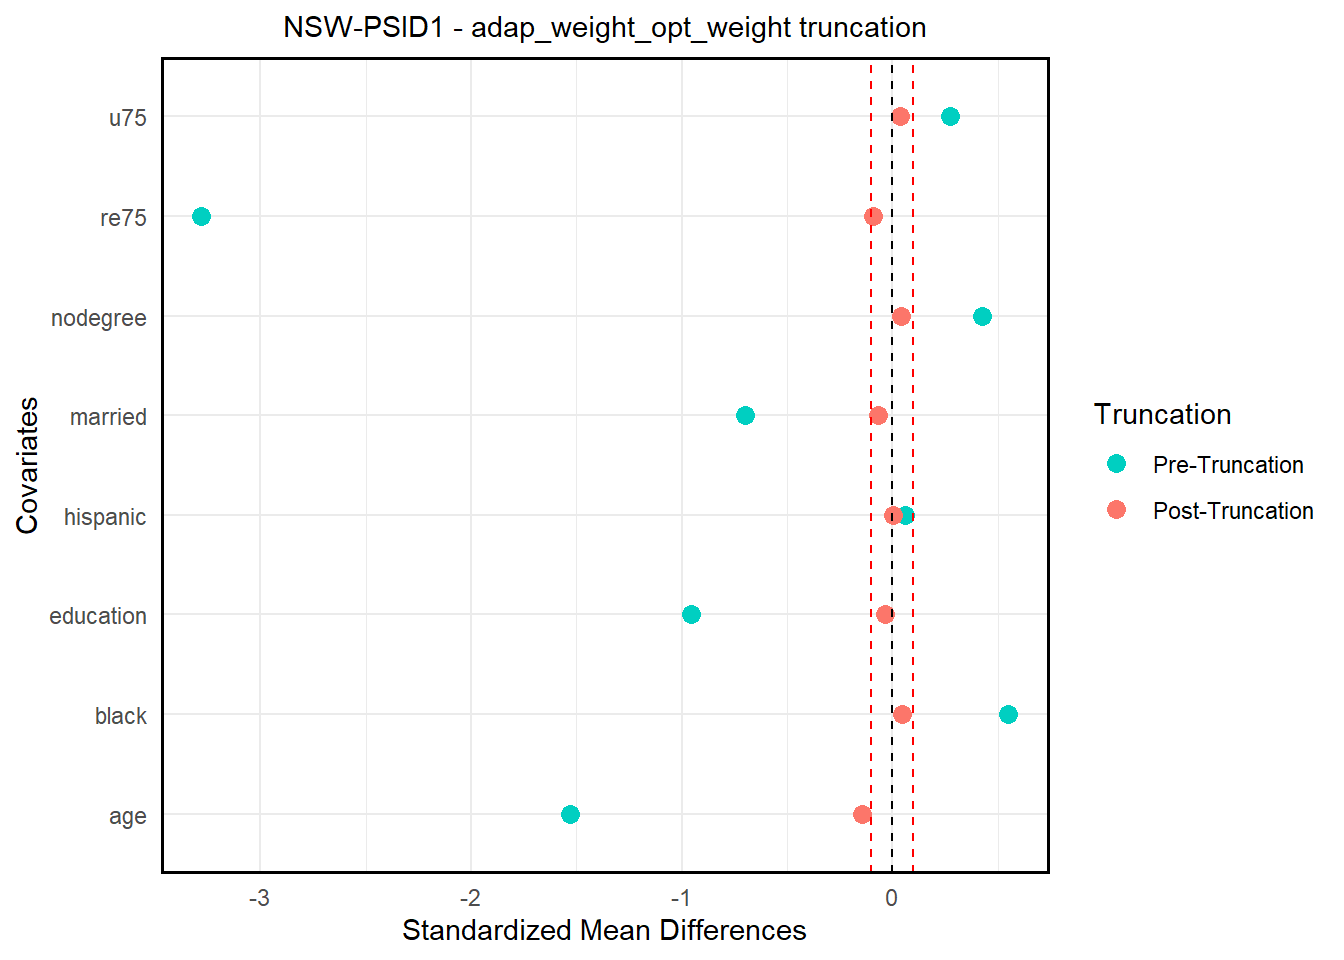 NSW-PSID1 - adap_weight_opt_weight truncation
u75
re75
nodegree
married
hispanic
education
black
age
Covariates
-3
-2
-1
0
Standardized Mean Differences
Truncation
Pre-Truncation
Post-Truncation